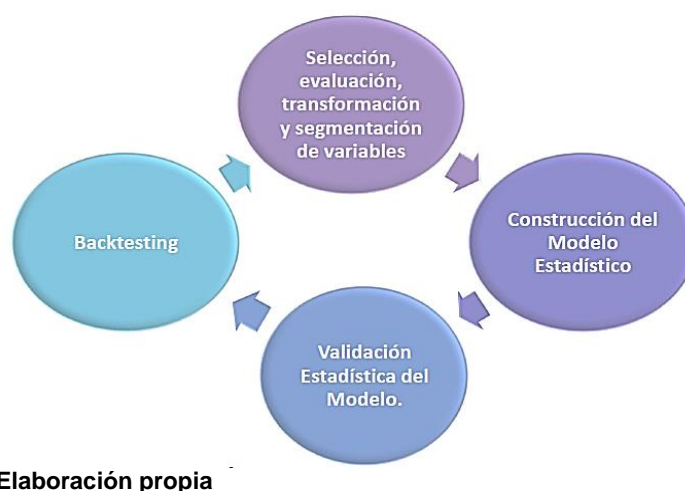 Selección,
evaluación,
transformación
y segmentación
de variables
Construcción del
Modelo
Estadístico
Backtesting
Validación
Estadística del
Modelo.
Elaboración propia